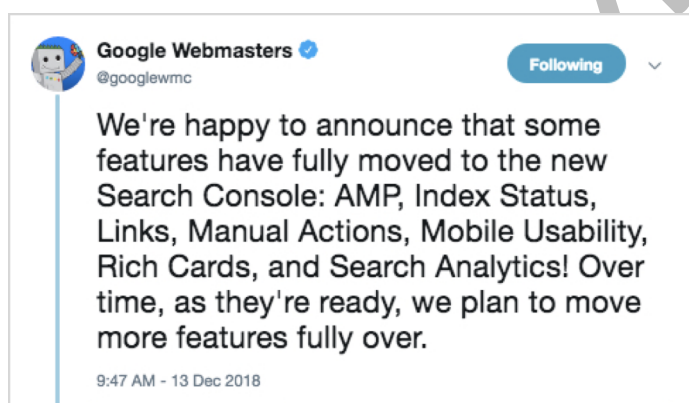 Google Webmasters
@googlewmc
Following
We're happy to announce that some
features have fully moved to the new
Search Console: AMP, Index Status,
Links, Manual Actions, Mobile Usability,
Rich Cards, and Search Analytics! Over
time, as they're ready, we plan to move
more features fully over.
9:47 AM - 13 Dec 2018